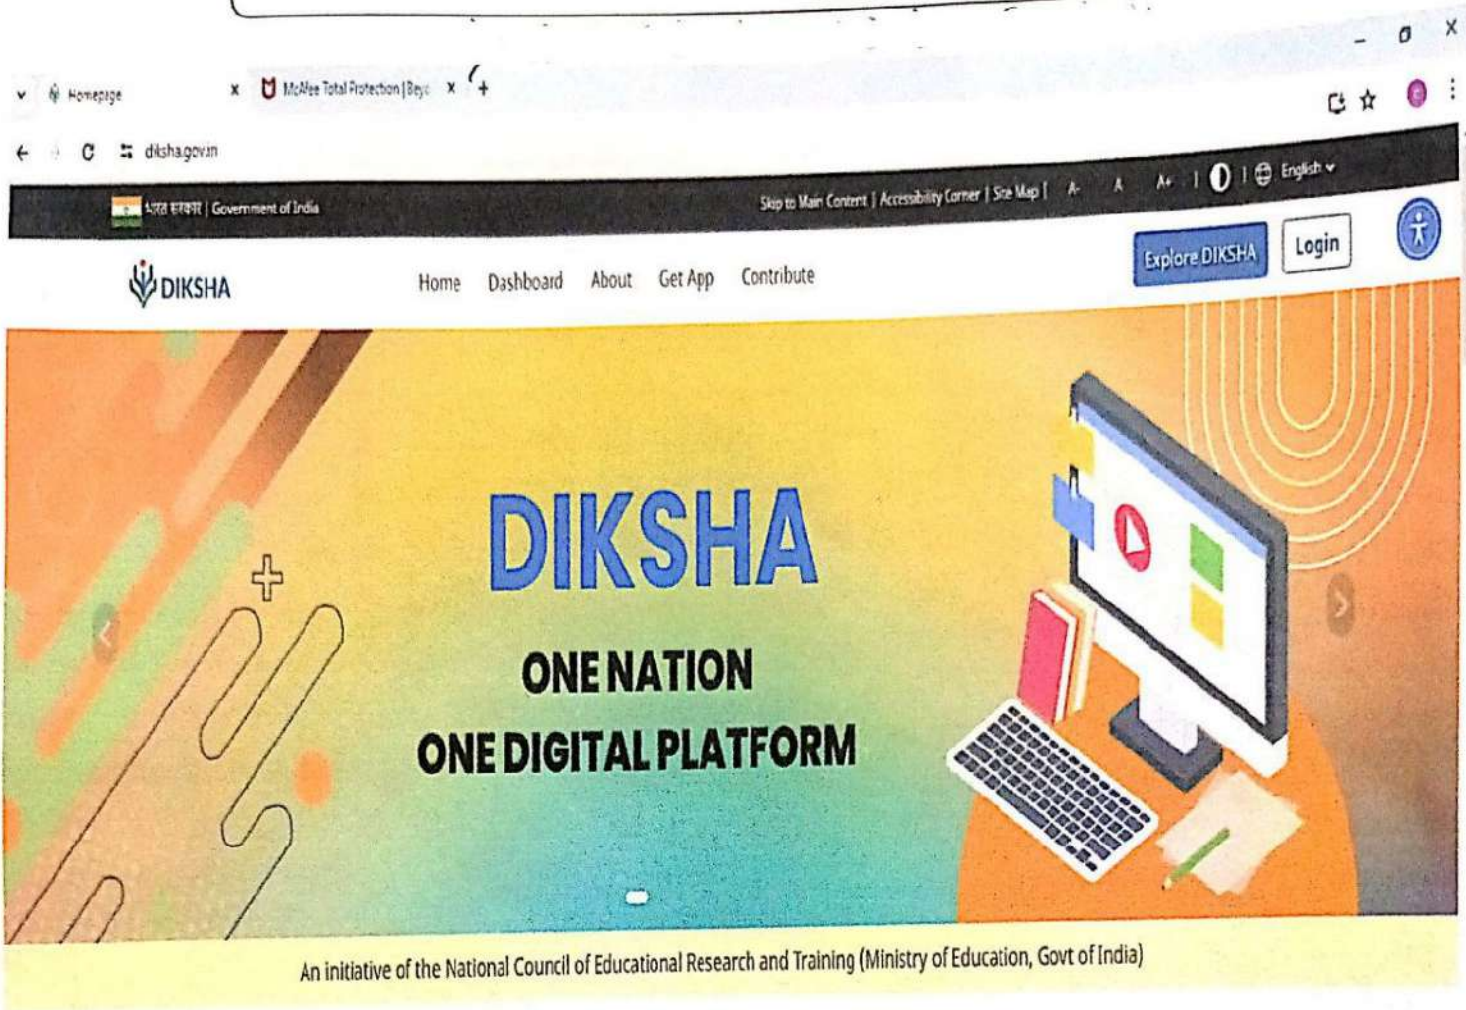 Homepage x McAfee Total Protection | Beyo x +
diksha.gov.in
भारत सरकार | Government of India Skip to Main Content | Accessibility Corner | Site Map | A- A A+ | English
DIKSHA Home Dashboard About Get App Contribute Explore DIKSHA Login
DIKSHA
ONE NATION
ONE DIGITAL PLATFORM
An initiative of the National Council of Educational Research and Training (Ministry of Education, Govt of India)